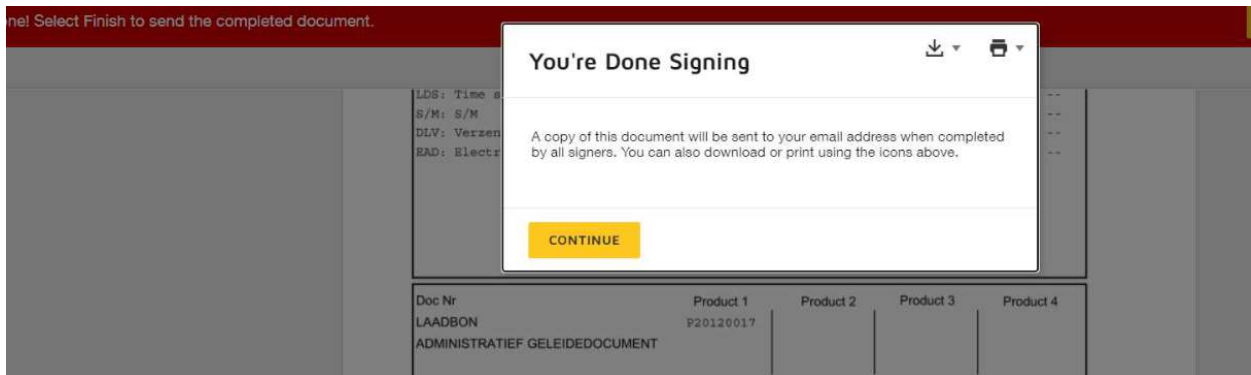 ne! Select Finish to send the completed document.
You're Done Signing
LDS: Time s
S/M: S/M
DLV: Verzen
EAD: Electr
--
--
--
--
A copy of this document will be sent to your email address when completed
by all signers. You can also download or print using the icons above.
CONTINUE
Doc Nr Product 1 Product 2 Product 3 Product 4
LAADBON P20120017
ADMINISTRATIEF GELEIDEDOCUMENT